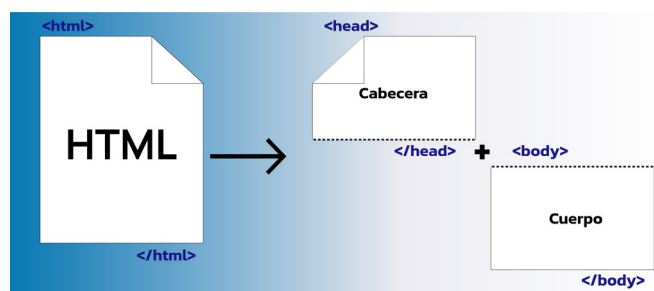 <html>
HTML
</html>
<head>
Cabecera
</head>
+
<body>
Cuerpo
</body>